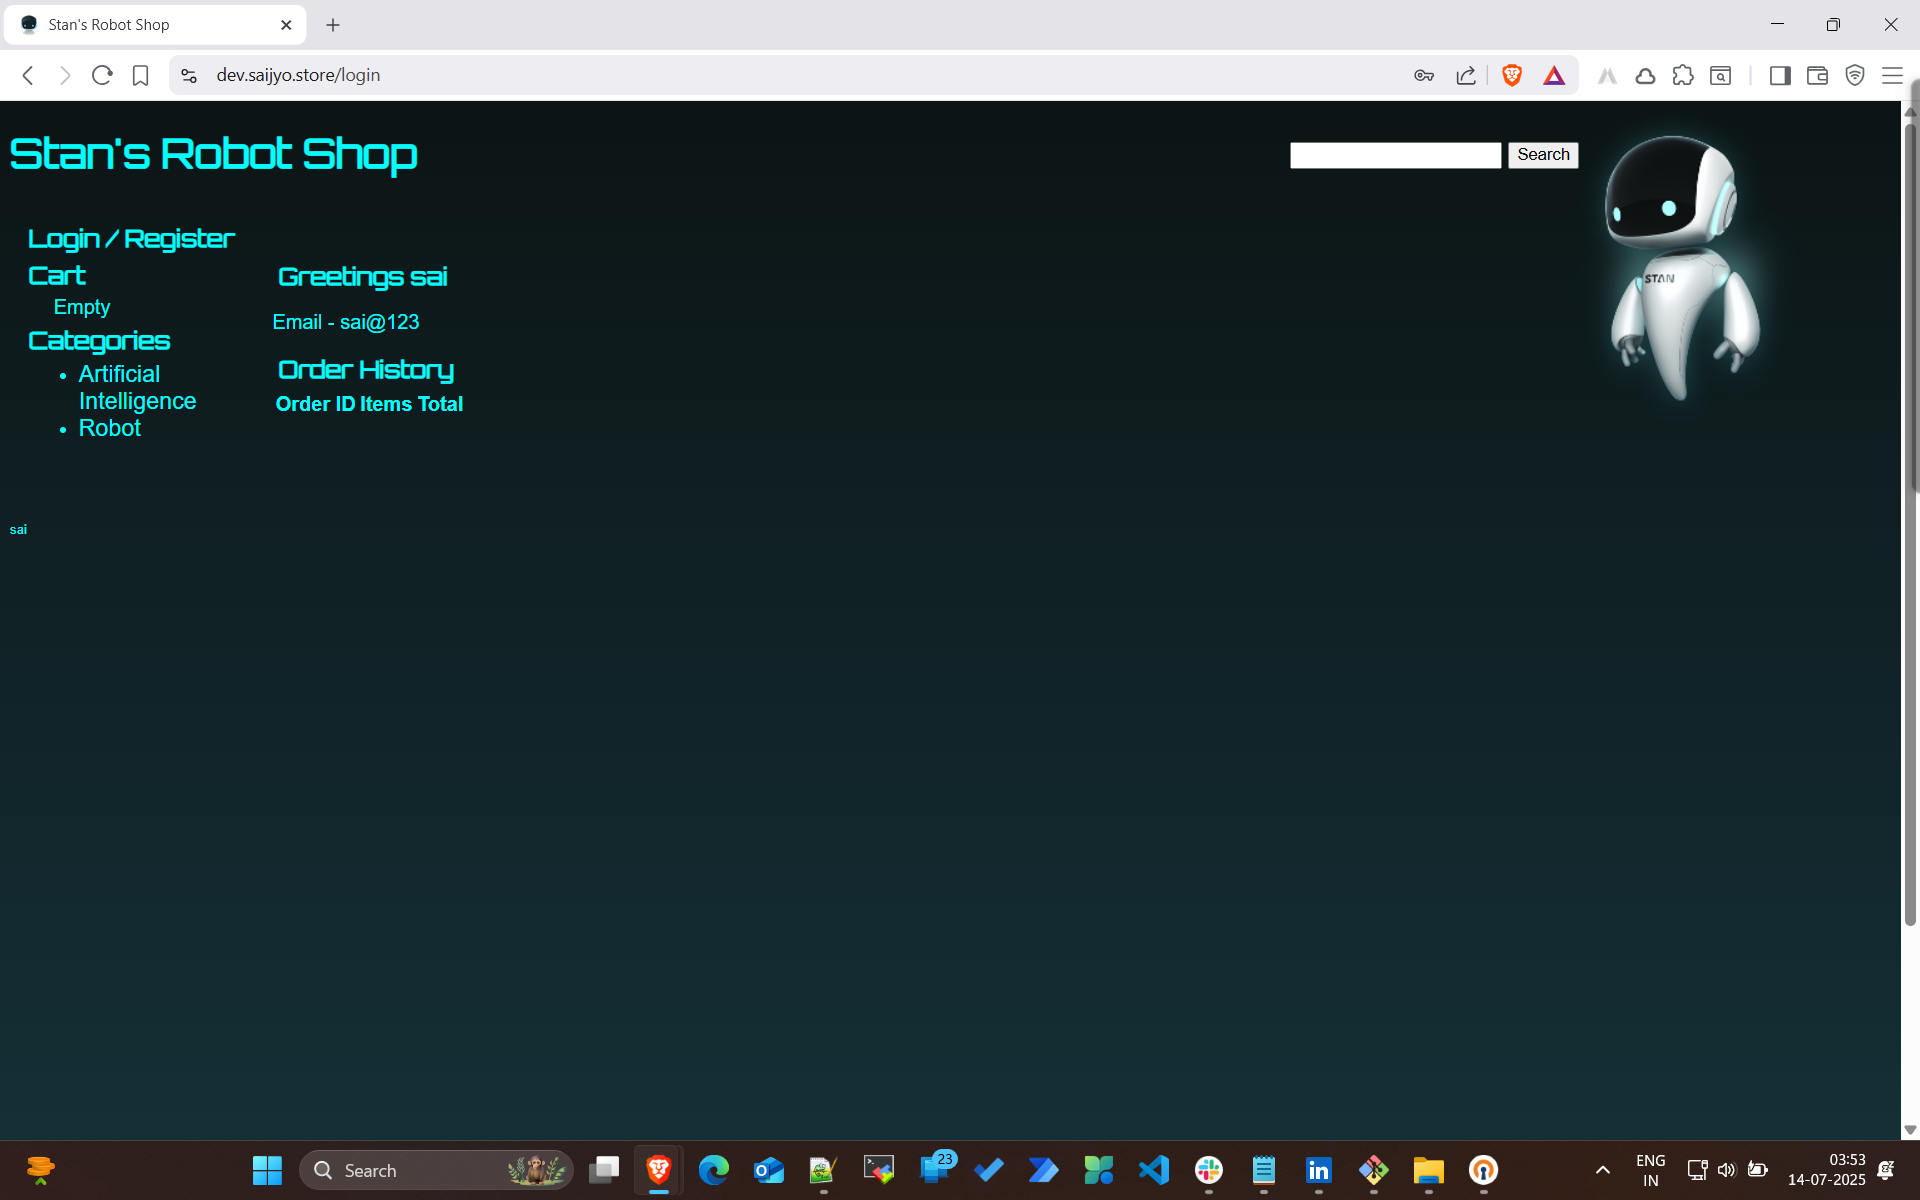 Stan's Robot Shop
dev.saijyo.store/login
Stan's Robot Shop
Search
STAN
Login / Register
Cart
Empty
Categories
Artificial
Intelligence
Robot
Greetings sai
Email - sai@123
Order History
Order ID Items Total
sai
Search
23
ENG
IN
03:53
14-07-2025